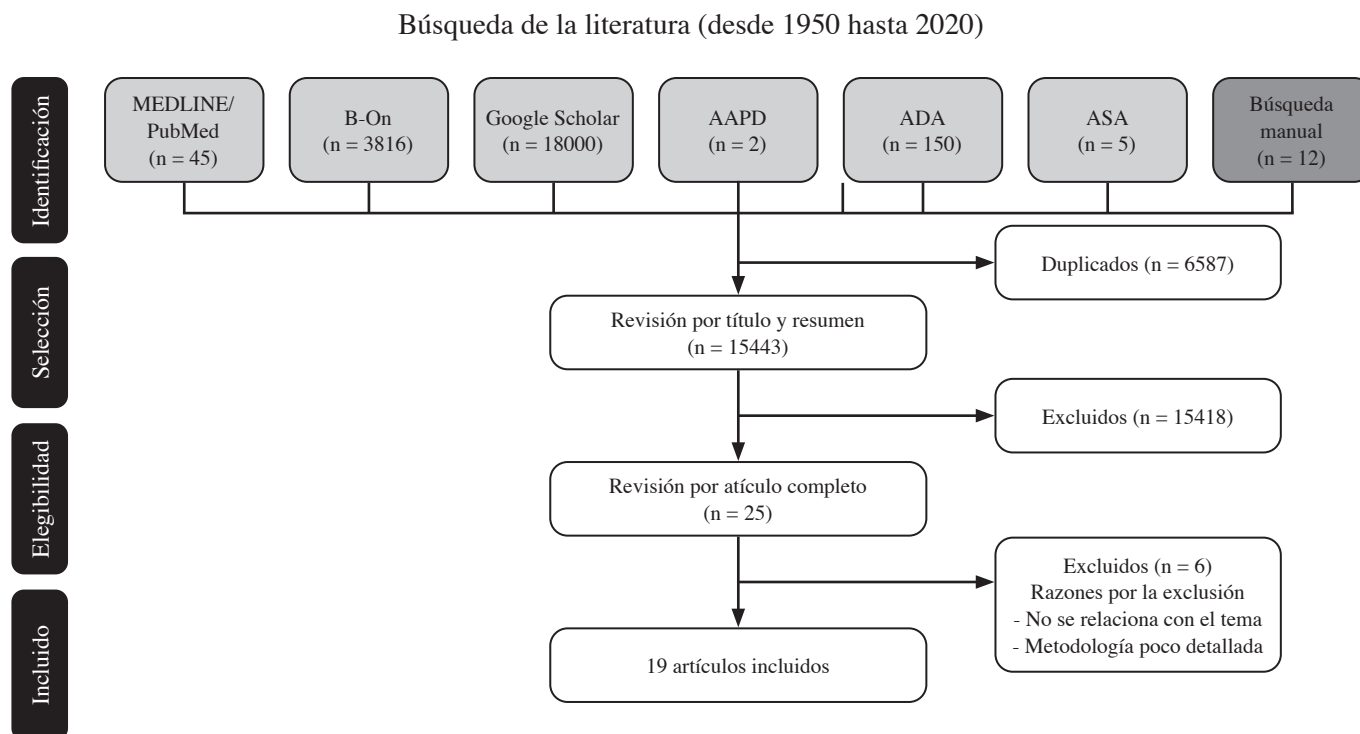 Búsqueda de la literatura (desde 1950 hasta 2020)
Identificación
MEDLINE/
PubMed
(n = 45)
B-On
(n = 3816)
Google Scholar
(n = 18000)
AAPD
(n = 2)
ADA
(n = 150)
ASA
(n = 5)
Búsqueda
manual
(n = 12)
Selección
Duplicados (n = 6587)
Revisión por título y resumen
(n = 15443)
Excluidos (n = 15418)
Elegibilidad
Revisión por atículo completo
(n = 25)
Excluidos (n = 6)
Razones por la exclusión
- No se relaciona con el tema
- Metodología poco detallada
Incluido
19 artículos incluidos